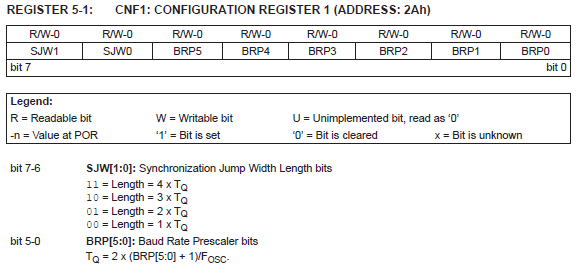 REGISTER 5-1: CNF1: CONFIGURATION REGISTER 1 (ADDRESS: 2Ah)
R/W-0 R/W-0 R/W-0 R/W-0 R/W-0 R/W-0 R/W-0 R/W-0
SJW1 SJW0 BRP5 BRP4 BRP3 BRP2 BRP1 BRP0
bit 7 bit 0
Legend:
R = Readable bit W = Writable bit U = Unimplemented bit, read as ‘0’
-n = Value at POR ‘1’ = Bit is set ‘0’ = Bit is cleared x = Bit is unknown
bit 7-6 SJW[1:0]: Synchronization Jump Width Length bits
11 = Length = 4 x TQ
10 = Length = 3 x TQ
01 = Length = 2 x TQ
00 = Length = 1 x TQ
bit 5-0 BRP[5:0]: Baud Rate Prescaler bits
TQ = 2 x (BRP[5:0] + 1)/FOSC.